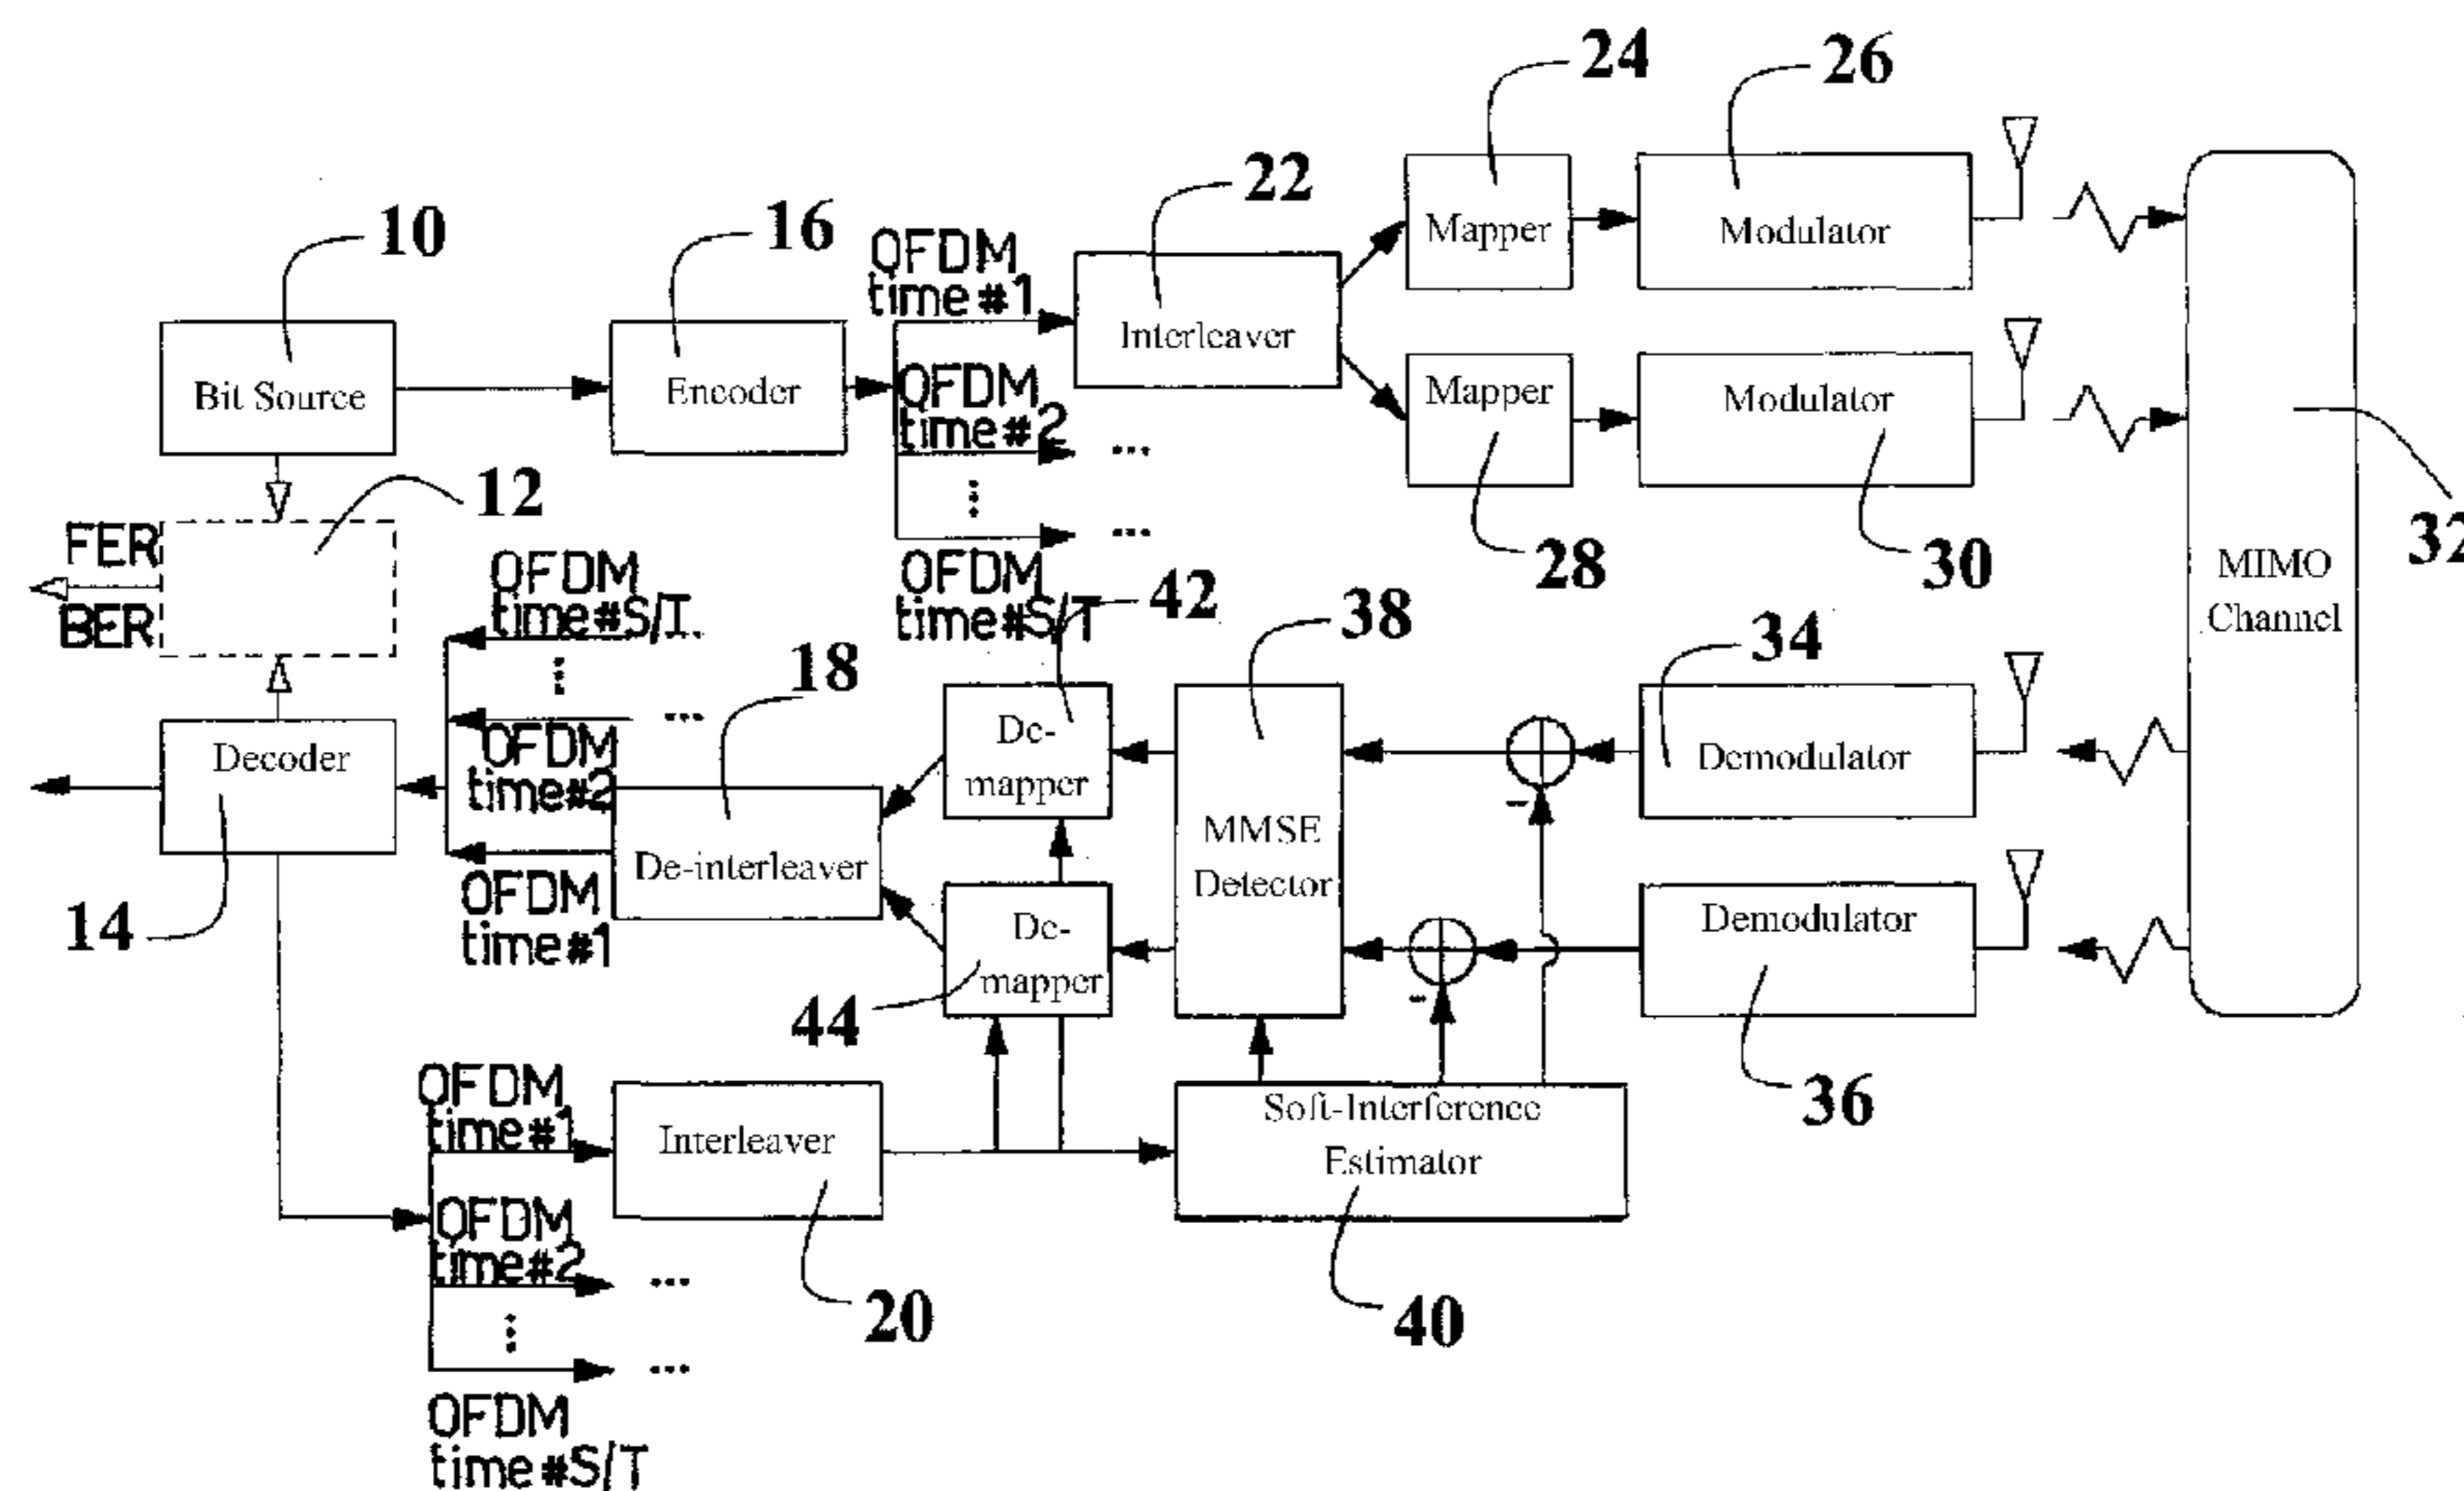 24
26
22
10
16
OFDM
time#1
Mapper
Modulator
Interleaver
Bit Source
Encoder
OFDM
time#2
...
Mapper
Modulator
12
...
FER
BER
OFDM
time#S/T
...
OFDM
time#S/T
42
38
28
30
32
MIMO
Channel
18
34
De-
mapper
Decoder
...
OFDM
time#2
Demodulator
-
MMSE
Detector
De-interleaver
OFDM
time#1
14
De-
mapper
Demodulator
-
44
36
OFDM
time#1
Interleaver
Soft-Interference
Estimator
OFDM
time#2
...
20
40
...
OFDM
time#S/T